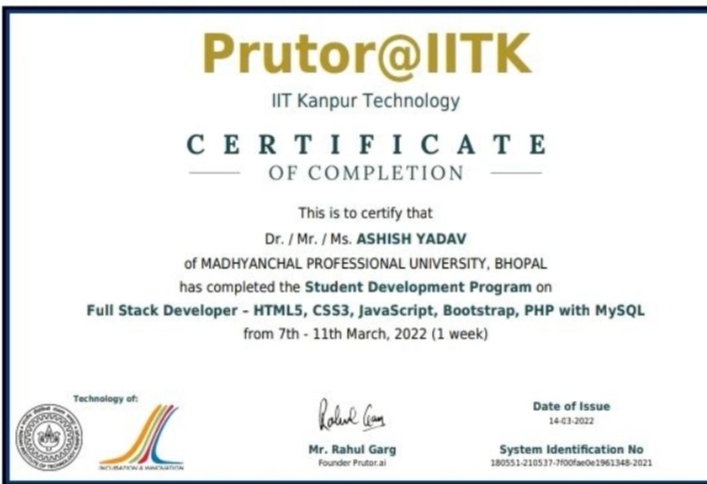 Prutor@IITK
IIT Kanpur Technology
CERTIFICATE
OF COMPLETION
This is to certify that
Dr. / Mr. / Ms. ASHISH YADAV
of MADHYANCHAL PROFESSIONAL UNIVERSITY, BHOPAL
has completed the Student Development Program on
Full Stack Developer – HTML5, CSS3, JavaScript, Bootstrap, PHP with MySQL
from 7th - 11th March, 2022 (1 week)
Technology of:
INCUBATION & INNOVATION
Rahul Garg
Mr. Rahul Garg
Founder Prutor.ai
Date of Issue
14-03-2022
System Identification No
180551-210537-7f00fae0e1961348-2021